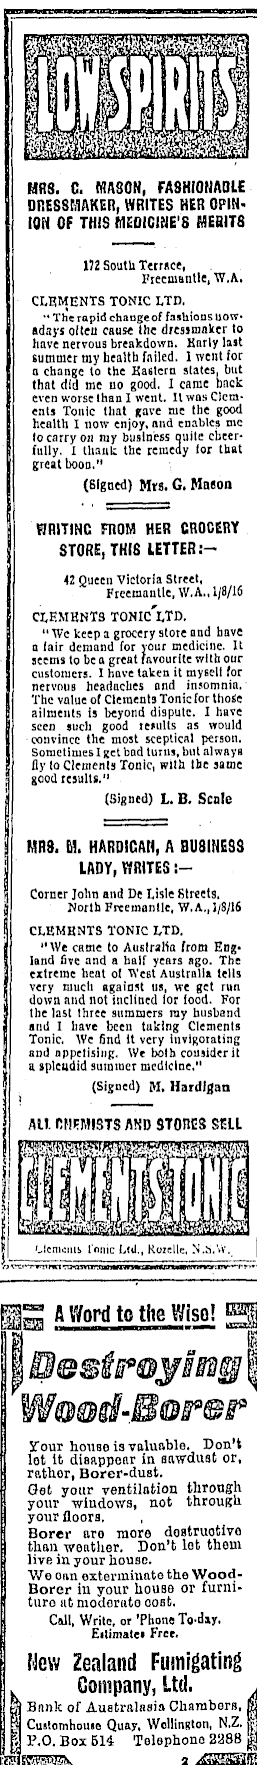 LOW SPIRITS
MRS. C. MASON, FASHIONABLE
DRESSMAKER, WRITES HER OPIN-
ION OF THIS MEDICINE'S MERITS
172 South Terrace,
Freemantle, W.A.
CLEMENTS TONIC LTD.
"The rapid change of fashions now-
adays often cause the dressmaker to
have nervous breakdown. Early last
summer my health failed. I went for
a change to the Eastern states, but
that did me no good. I came back
even worse than I went. It was Clem-
ents Tonic that gave me the good
health I now enjoy, and enables me
to carry on my business quite cheer-
fully. I thank the remedy for that
great boon."
(Signed) Mrs. G. Mason
WRITING FROM HER GROCERY
STORE, THIS LETTER:—
42 Queen Victoria Street,
Freemantle, W.A., 1/8/16
CLEMENTS TONIC LTD.
"We keep a grocery store and have
a fair demand for your medicine. It
seems to be a great favourite with our
customers. I have taken it myself for
nervous headaches and insomnia.
The value of Clements Tonic for those
ailments is beyond dispute. I have
seen such good results as would
convince the most sceptical person.
Sometimes I get bad turns, but always
fly to Clements Tonic, with the same
good results."
(Signed) L. B. Scale
MRS. M. HARDIGAN, A BUSINESS
LADY, WRITES:—
Corner John and De Lisle Streets,
North Freemantle, W.A., 1/8/16
CLEMENTS TONIC LTD.
"We came to Australia from Eng-
land five and a half years ago. The
extreme heat of West Australia tells
very much against us, we get run
down and not inclined for food. For
the last three summers my husband
and I have been taking Clements
Tonic. We find it very invigorating
and appetising. We both consider it
a splendid summer medicine."
(Signed) M. Hardigan
ALL CHEMISTS AND STORES SELL
CLEMENTS TONIC
Clements Tonic Ltd., Rozelle, N.S.W.
A Word to the Wise!
Destroying
Wood-Borer
Your house is valuable. Don't
let it disappear in sawdust or,
rather, Borer-dust.
Get your ventilation through
your windows, not through
your floors.
Borer are more destructive
than weather. Don't let them
live in your house.
We can exterminate the Wood-
Borer in your house or furni-
ture at moderate cost.
Call, Write, or 'Phone To-day.
Estimates Free.
New Zealand Fumigating
Company, Ltd.
Bank of Australasia Chambers,
Customhouse Quay, Wellington, N.Z.
P.O. Box 514 Telephone 2288
2